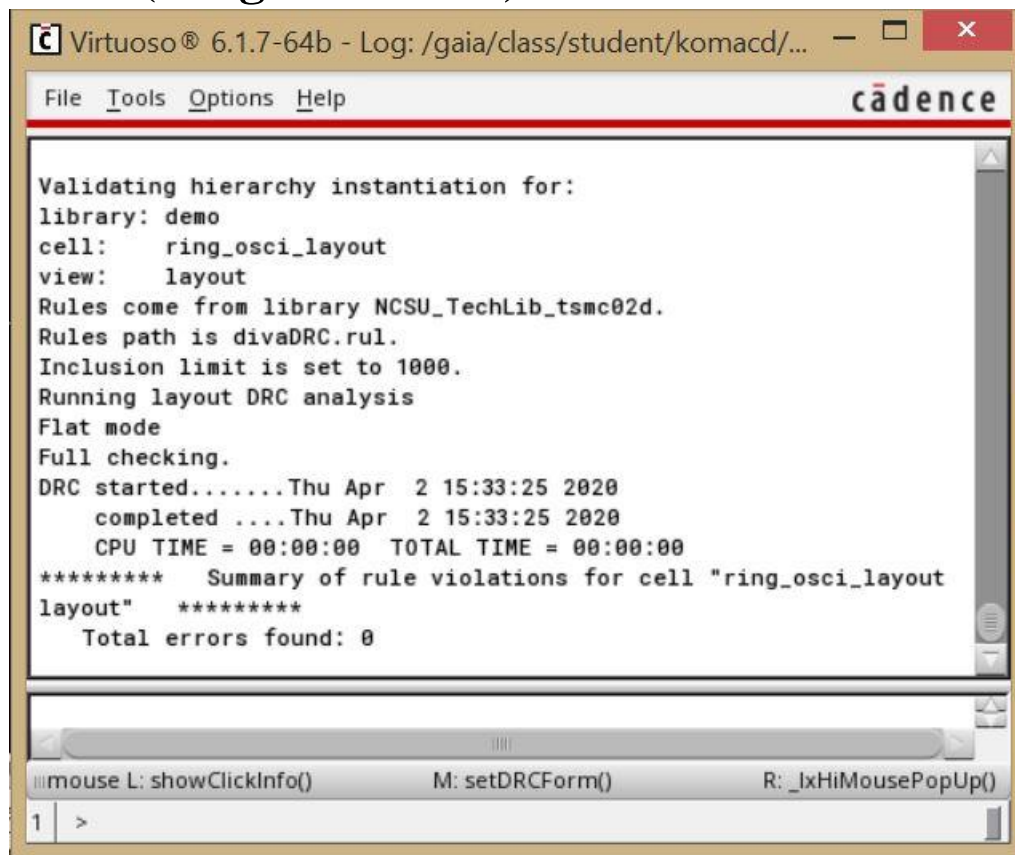 Virtuoso® 6.1.7-64b - Log: /gaia/class/student/komacd/...
File Tools Options Help cādence
Validating hierarchy instantiation for:
library: demo
cell: ring_osci_layout
view: layout
Rules come from library NCSU_TechLib_tsmc02d.
Rules path is divaDRC.rul.
Inclusion limit is set to 1000.
Running layout DRC analysis
Flat mode
Full checking.
DRC started.......Thu Apr 2 15:33:25 2020
completed ....Thu Apr 2 15:33:25 2020
CPU TIME = 00:00:00 TOTAL TIME = 00:00:00
********* Summary of rule violations for cell "ring_osci_layout
layout" *********
Total errors found: 0
mouse L: showClickInfo() M: setDRCForm() R: _lxHiMousePopUp()
1 >